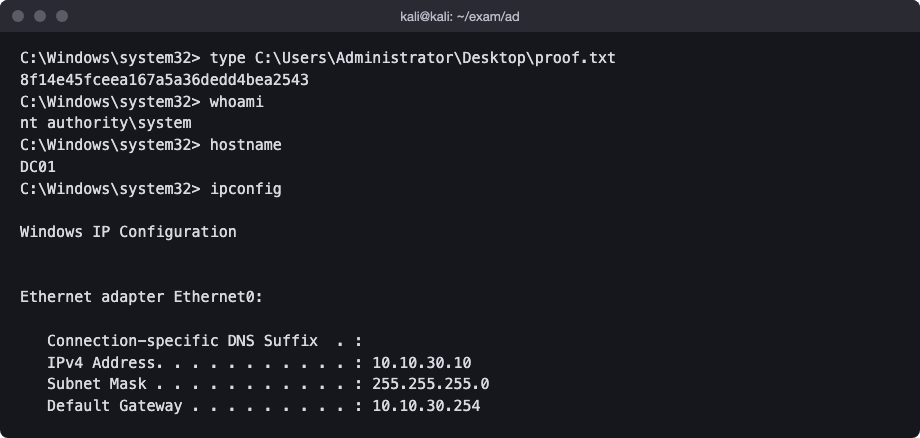 kali@kali: ~/exam/ad
C:\Windows\system32> type C:\Users\Administrator\Desktop\proof.txt
8f14e45fceea167a5a36dedd4bea2543
C:\Windows\system32> whoami
nt authority\system
C:\Windows\system32> hostname
DC01
C:\Windows\system32> ipconfig
Windows IP Configuration
Ethernet adapter Ethernet0:
Connection-specific DNS Suffix  . :
IPv4 Address. . . . . . . . . . . : 10.10.30.10
Subnet Mask . . . . . . . . . . . : 255.255.255.0
Default Gateway . . . . . . . . . : 10.10.30.254